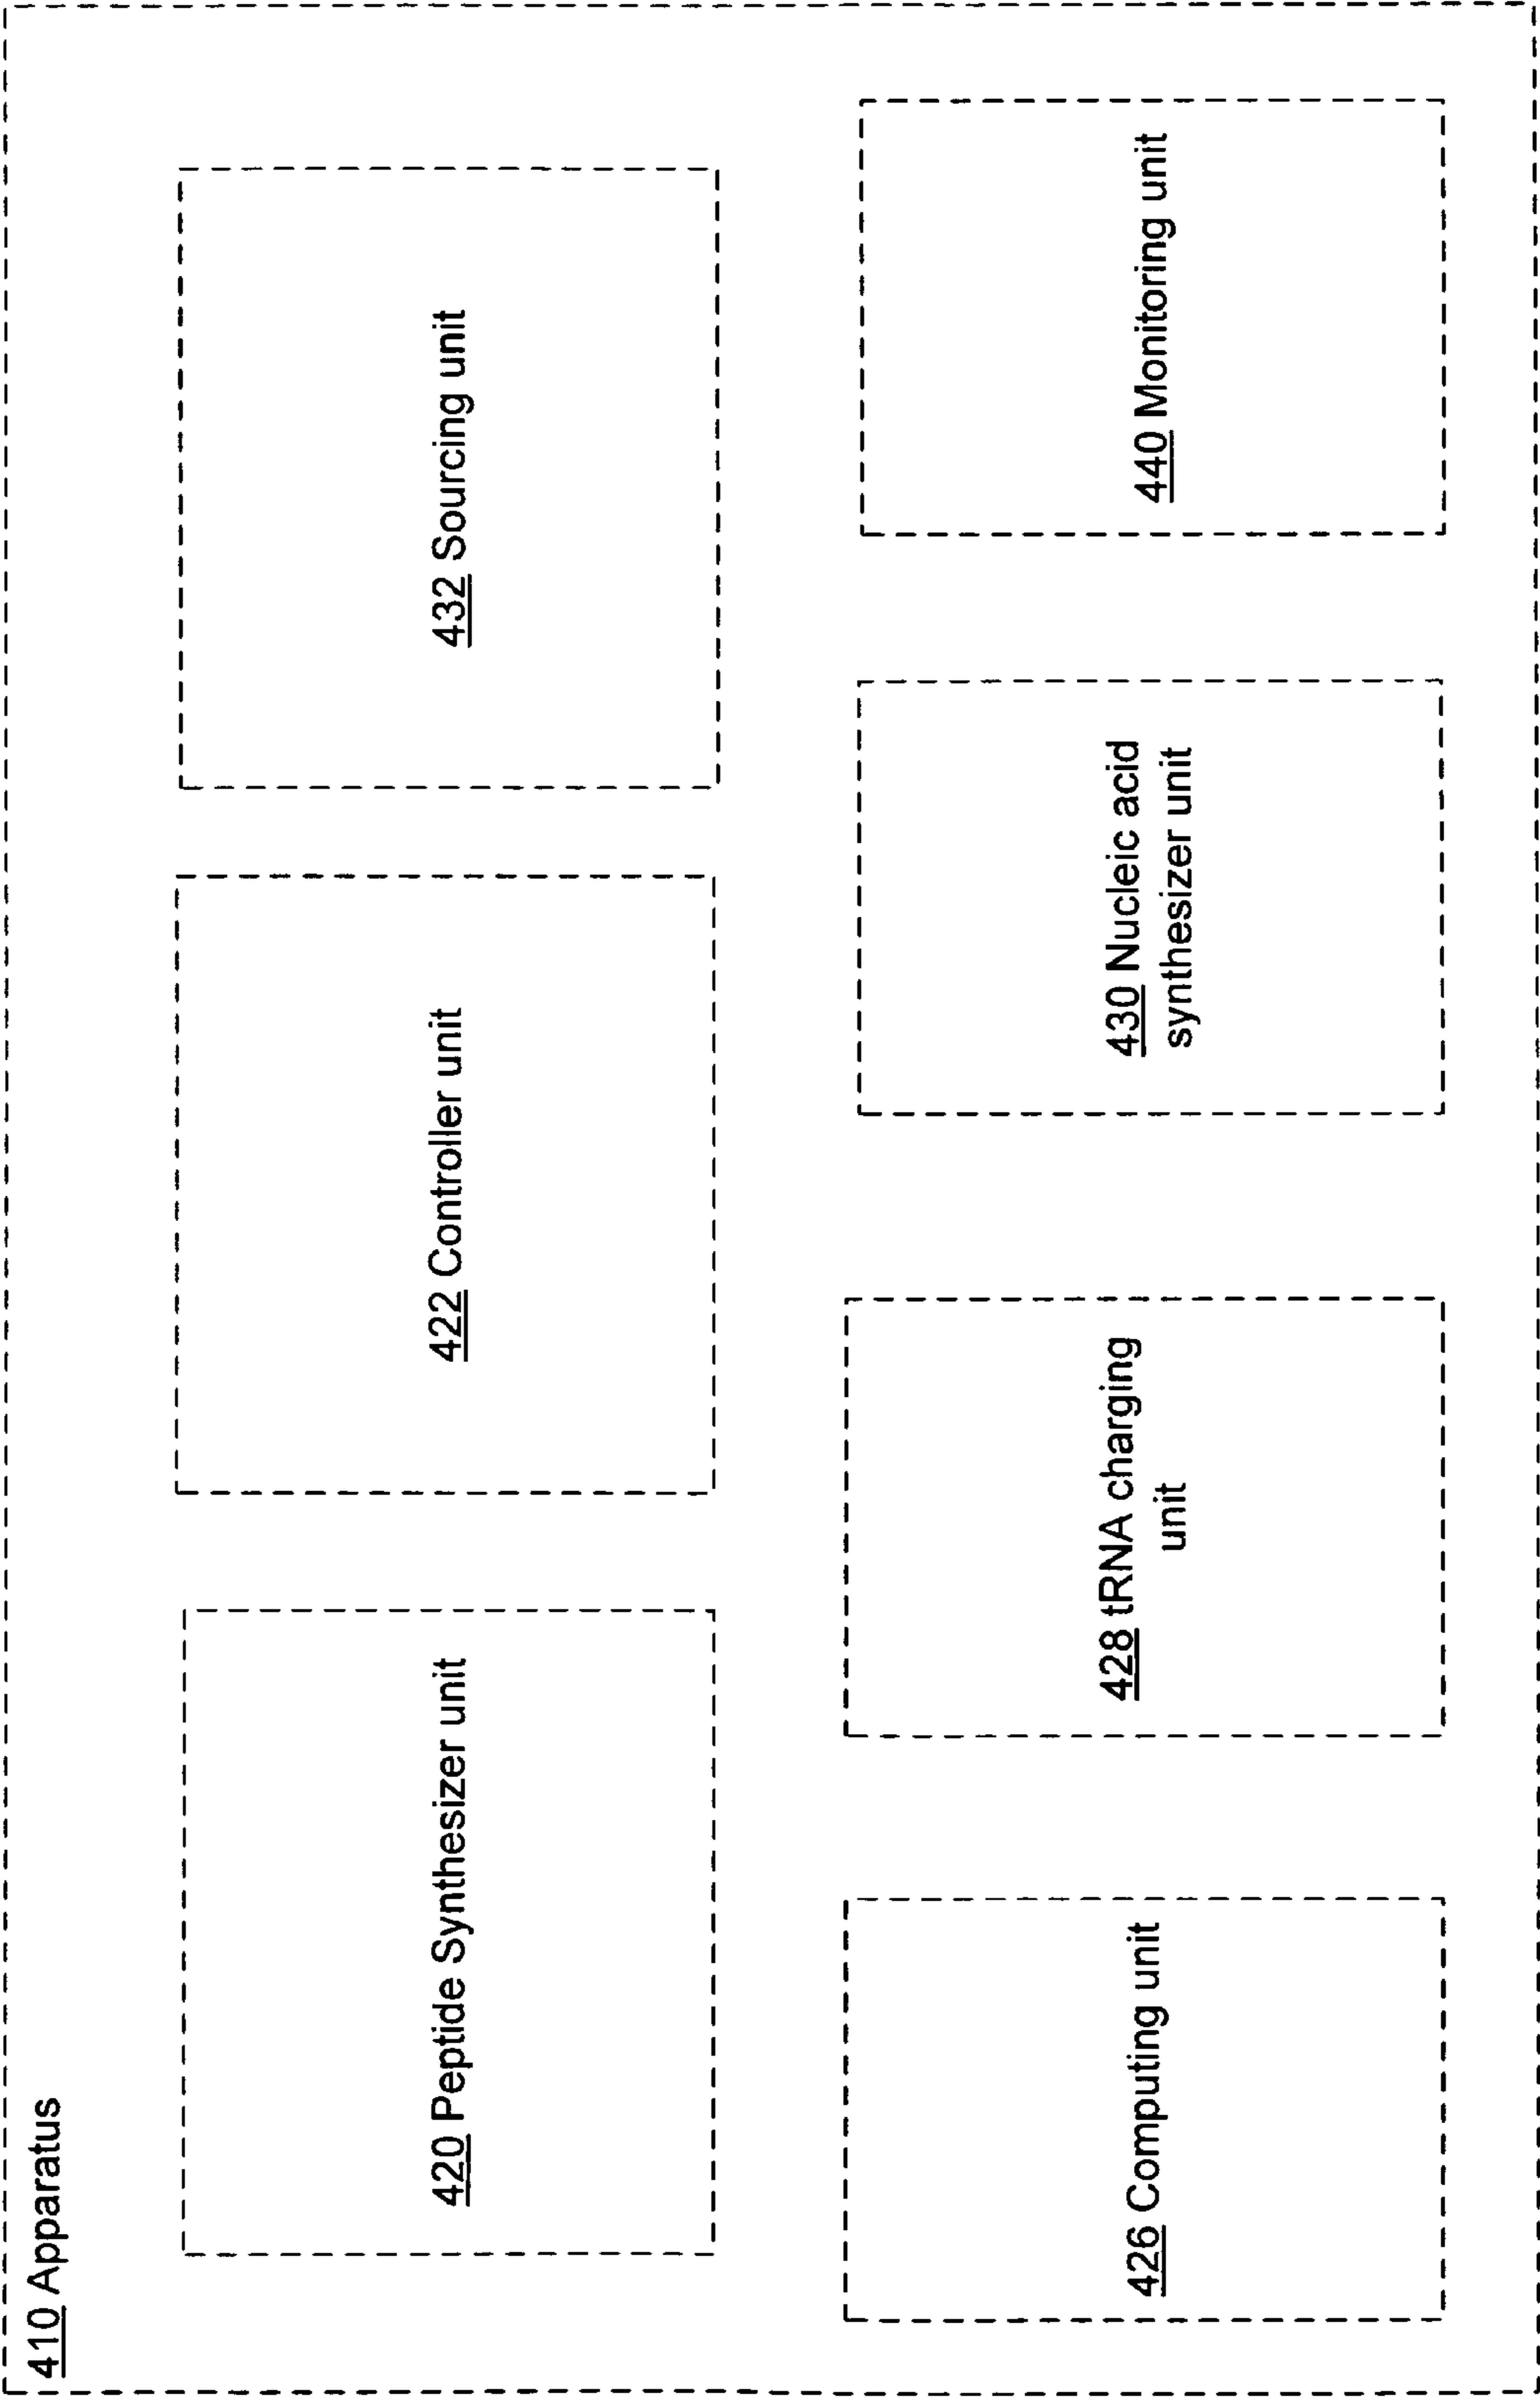 410 Apparatus
420 Peptide Synthesizer unit
422 Controller unit
432 Sourcing unit
426 Computing unit
428 tRNA charging
unit
430 Nucleic acid
synthesizer unit
440 Monitoring unit